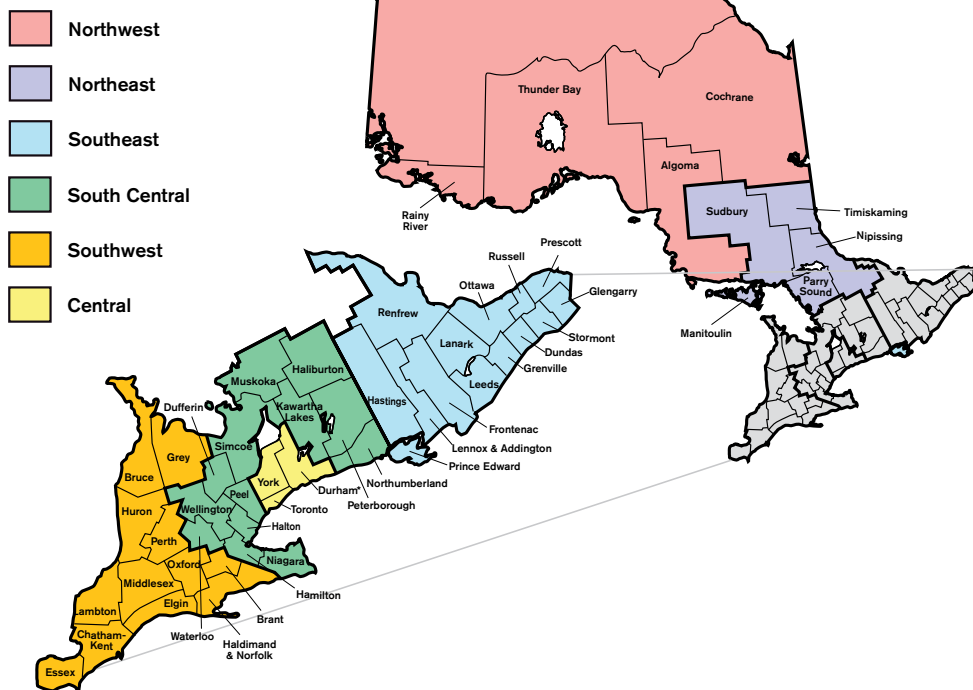 Northwest
Northeast
Southeast
South Central
Southwest
Central
Thunder Bay
Cochrane
Algoma
Rainy
River
Sudbury
Timiskaming
Nipissing
Parry
Sound
Manitoulin
Prescott
Russell
Ottawa
Glengarry
Renfrew
Stormont
Lanark
Dundas
Grenville
Leeds
Hastings
Frontenac
Lennox & Addington
Prince Edward
Haliburton
Muskoka
Kawartha
Lakes
Dufferin
Simcoe
Northumberland
Peterborough
Durham*
York
Toronto
Peel
Wellington
Halton
Niagara
Hamilton
Grey
Bruce
Huron
Perth
Oxford
Middlesex
Elgin
Brant
Waterloo
Haldimand
& Norfolk
Lambton
Chatham-
Kent
Essex